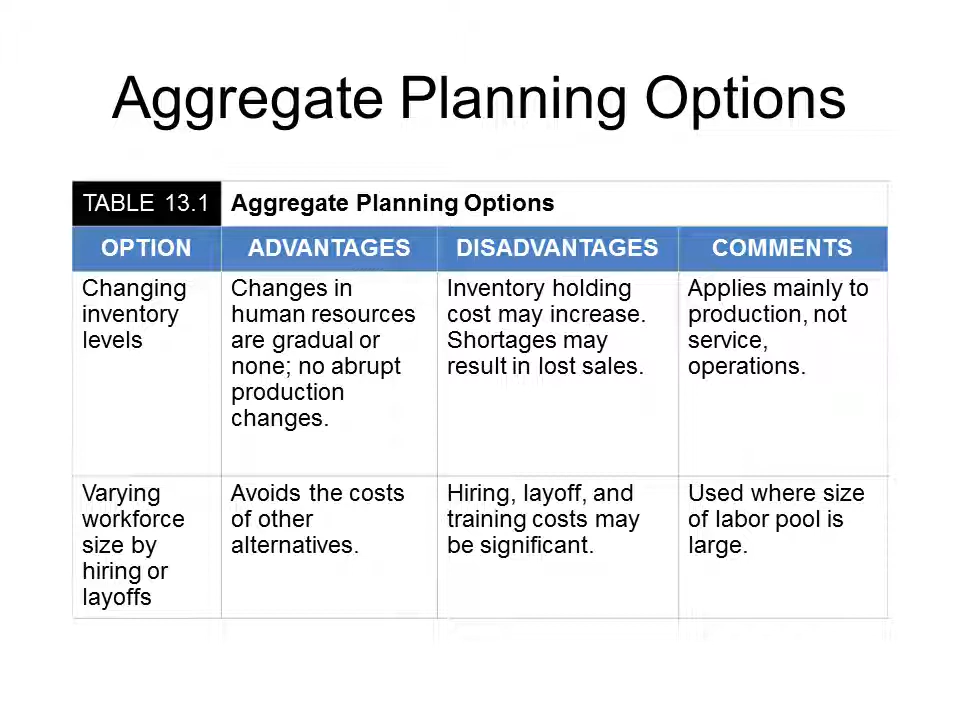 Aggregate Planning Options
TABLE 13.1 Aggregate Planning Options
OPTION ADVANTAGES DISADVANTAGES COMMENTS
Changing
inventory
levels
Changes in
human resources
are gradual or
none; no abrupt
production
changes.
Inventory holding
cost may increase.
Shortages may
result in lost sales.
Applies mainly to
production, not
service,
operations.
Varying
workforce
size by
hiring or
layoffs
Avoids the costs
of other
alternatives.
Hiring, layoff, and
training costs may
be significant.
Used where size
of labor pool is
large.